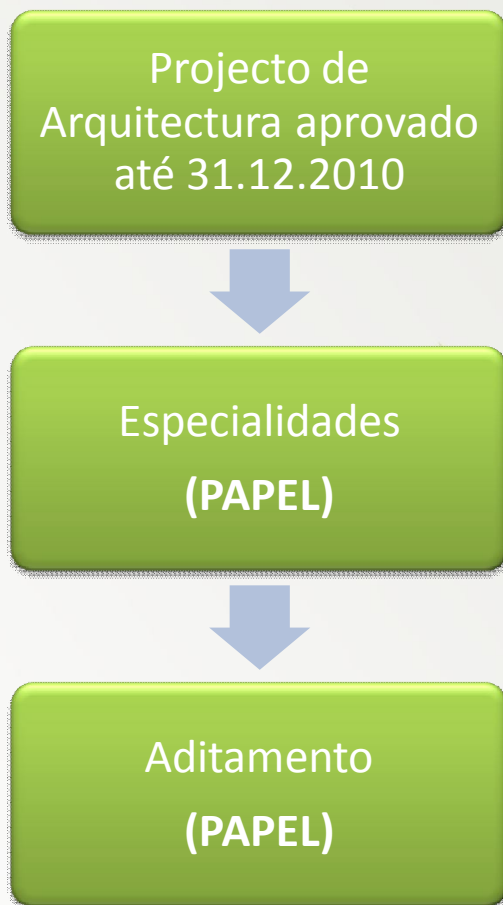 Projecto de
Arquitectura aprovado
até 31.12.2010
Especialidades
(PAPEL)
Aditamento
(PAPEL)